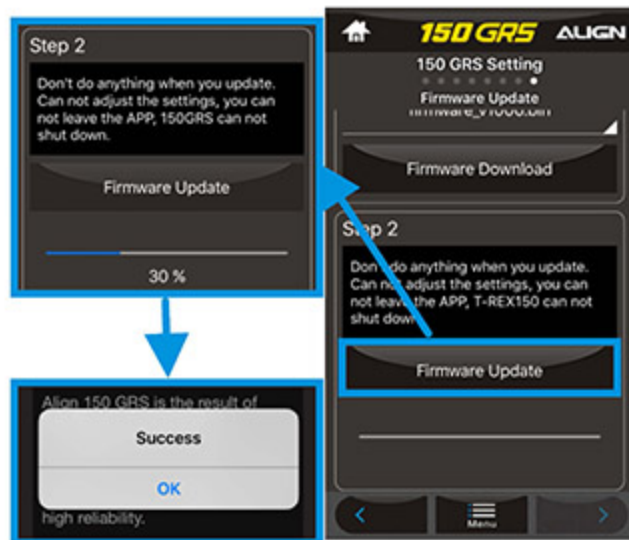 Step 2
Don't do anything when you update.
Can not adjust the settings, you can
not leave the APP, 150GRS can not
shut down.
Firmware Update
30 %
Align 150 GRS is the result of
Success
OK
high reliability.
150 GRS ALIGN
150 GRS Setting
Firmware Update
firmware_v1000.bin
Firmware Download
Step 2
Don't do anything when you update.
Can not adjust the settings, you can
not leave the APP, T-REX150 can not
shut down.
Firmware Update
Menu